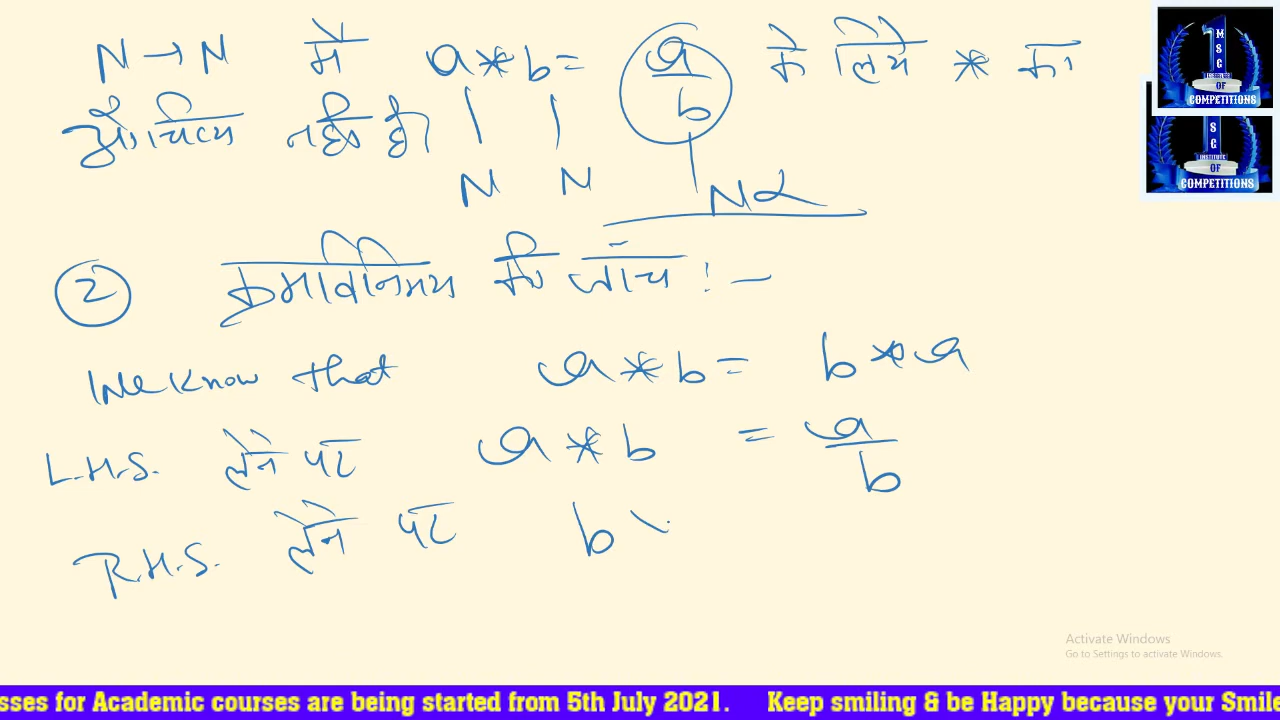 N → N में a * b = a/b के लिये * का
औचित्य नही है।
N N N
② क्रमविनिमय की जाँच :-
We know that a * b = b * a
L.H.S. लेने पर a * b = a/b
R.H.S. लेने पर b
1
MSC
INSTITUTE
OF
COMPETITIONS
SC
INSTITUTE
OF
COMPETITIONS
Activate Windows
Go to Settings to activate Windows.
sses for Academic courses are being started from 5th July 2021. Keep smiling & be Happy because your Smile